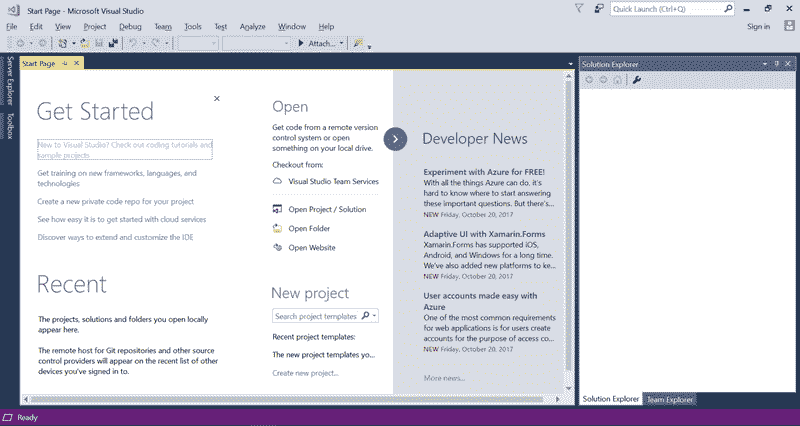 Start Page - Microsoft Visual Studio
Quick Launch (Ctrl+Q)
File Edit View Project Debug Team Tools Test Analyze Window Help
Sign in
Attach...
Server Explorer
Toolbox
Start Page
Get Started
New to Visual Studio? Check out coding tutorials and
sample projects
Get training on new frameworks, languages, and
technologies
Create a new private code repo for your project
See how easy it is to get started with cloud services
Discover ways to extend and customize the IDE
Recent
The projects, solutions and folders you open locally
appear here.
The remote host for Git repositories and other source
control providers will appear on the recent list of other
devices you've signed in to.
Open
Get code from a remote version
control system or open
something on your local drive.
Checkout from:
Visual Studio Team Services
Open Project / Solution
Open Folder
Open Website
New project
Search project templates
Recent project templates:
The new project templates yo...
Create new project...
Developer News
Experiment with Azure for FREE!
With all the things Azure can do, it's
hard to know where to start answering
these important questions. But there's...
NEW Friday, October 20, 2017
Adaptive UI with Xamarin.Forms
Xamarin.Forms has supported iOS,
Android, and Windows for a long time.
We've also added new platforms to ke...
NEW Friday, October 20, 2017
User accounts made easy with
Azure
One of the most common requirements
for web applications is for users create
accounts for the purpose of access co...
NEW Friday, October 20, 2017
More news...
Solution Explorer
Solution Explorer Team Explorer
Ready